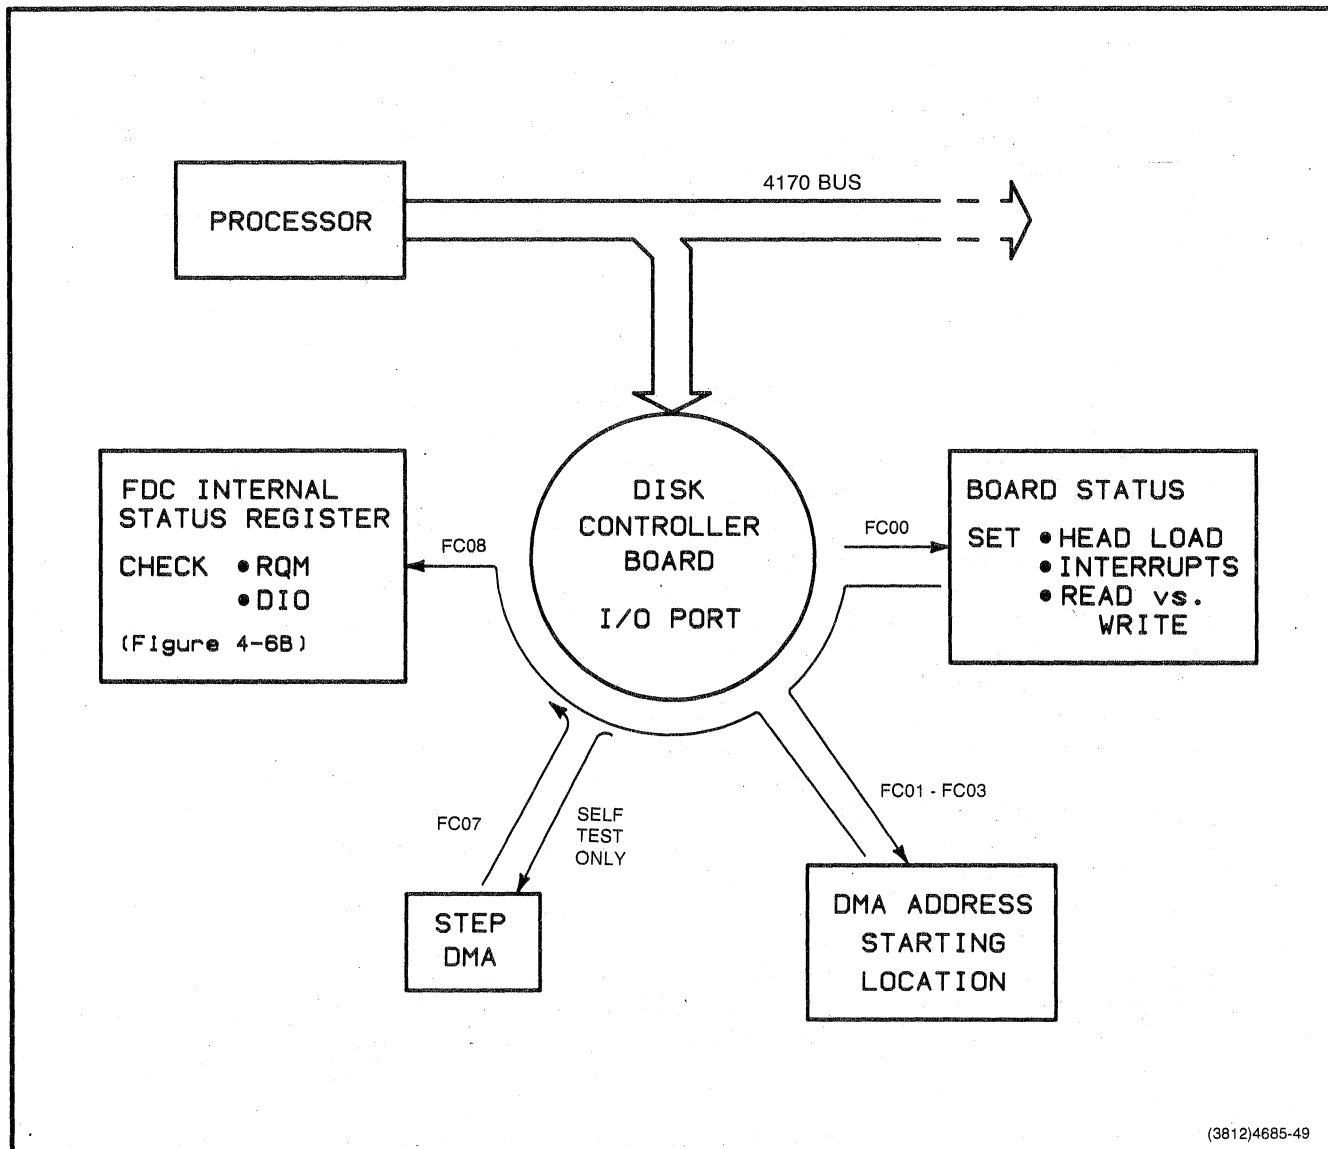 4170 BUS
PROCESSOR
DISK
CONTROLLER
BOARD
I/O PORT
FDC INTERNAL
STATUS REGISTER
CHECK • RQM
• DIO
(FIgure 4-6B)
FC08
FC00
BOARD STATUS
SET • HEAD LOAD
• INTERRUPTS
• READ vs.
WRITE
FC07
SELF
TEST
ONLY
FC01 - FC03
STEP
DMA
DMA ADDRESS
STARTING
LOCATION
(3812)4685-49